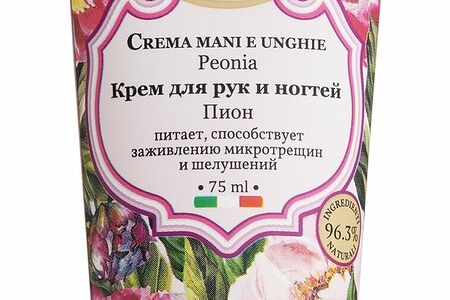 CREMA MANI E UNGHIE
Peonia
Крем для рук и ногтей
Пион
питает, способствует
заживлению микротрещин
и шелушений
• 75 ml •
INGREDIENTI
96.3%
NATURALI